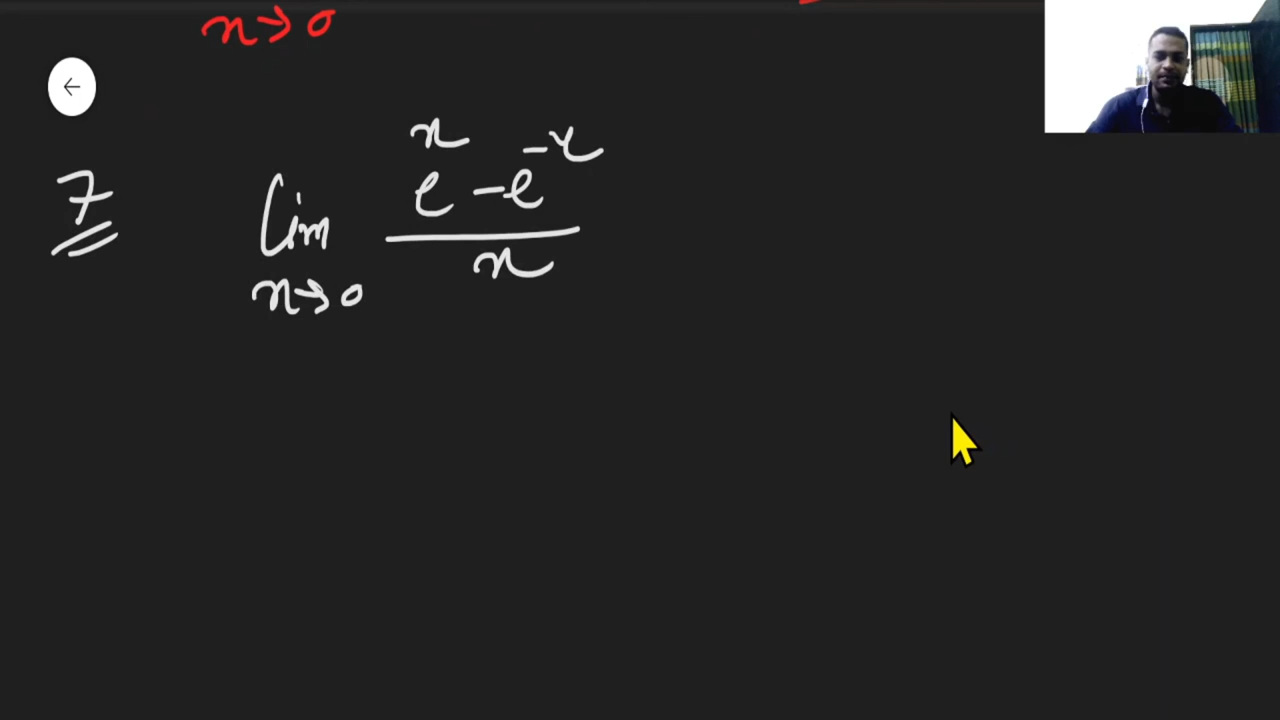 x→0
7 lim x→0 (e^x - e^-x)/x